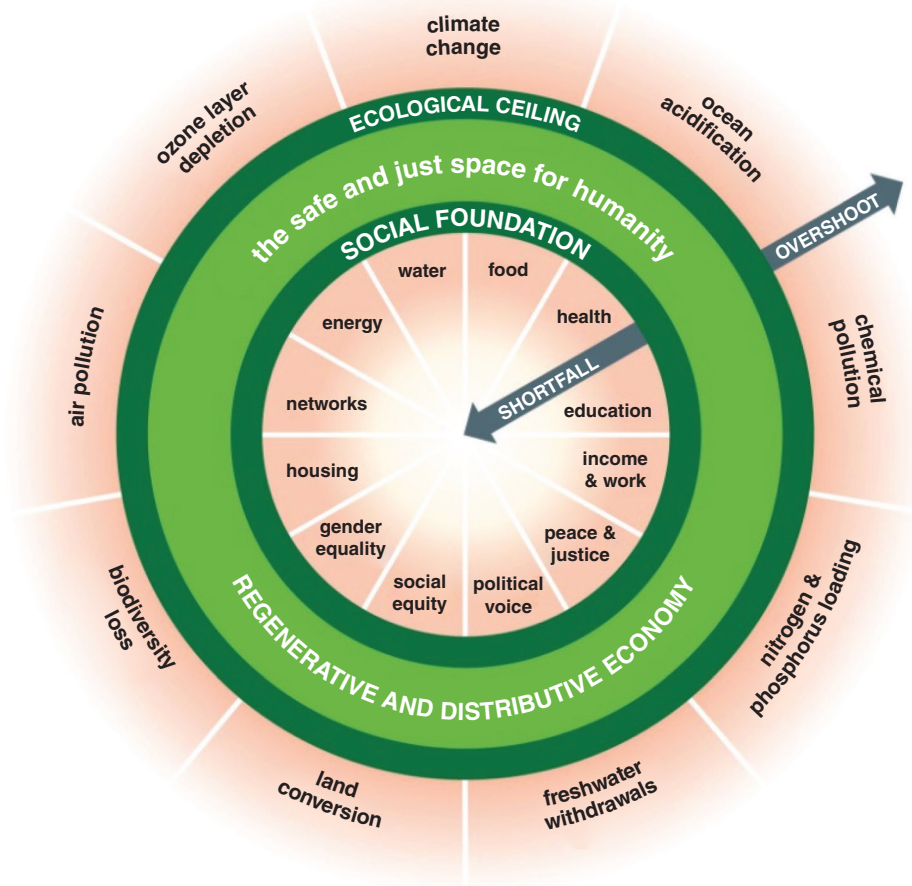 climate
change
ozone layer
depletion
ocean
acidification
ECOLOGICAL CEILING
the safe and just space for humanity
SOCIAL FOUNDATION
OVERSHOOT
water
food
energy
health
SHORTFALL
air pollution
chemical
pollution
networks
education
housing
income
& work
gender
equality
peace &
justice
social
equity
political
voice
biodiversity
loss
nitrogen &
phosphorus loading
REGENERATIVE AND DISTRIBUTIVE ECONOMY
land
conversion
freshwater
withdrawals